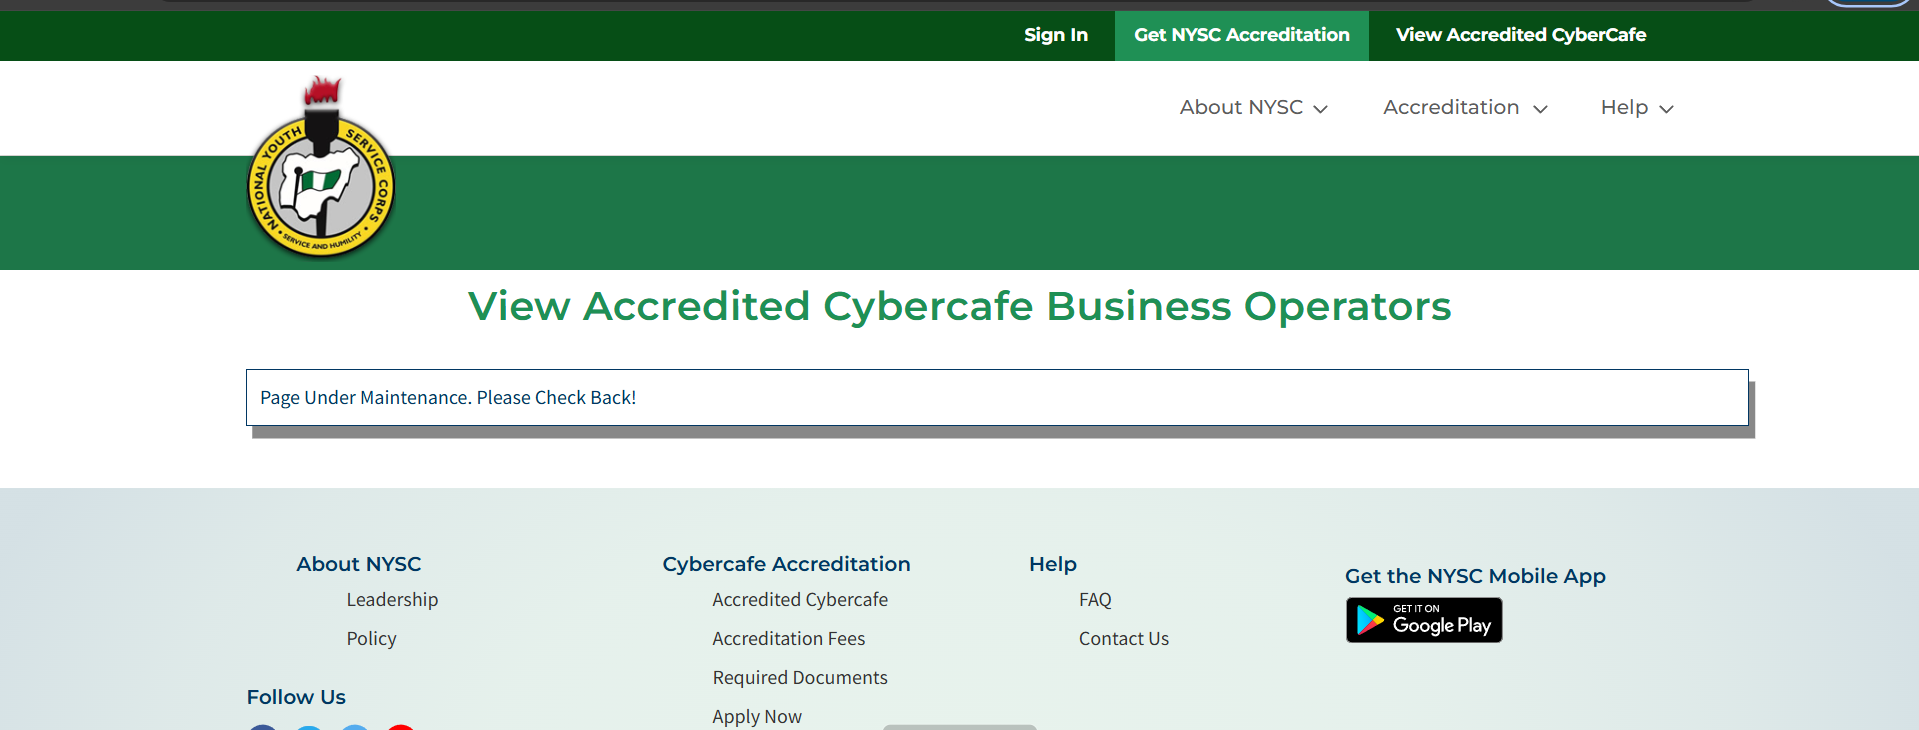 Sign In
Get NYSC Accreditation
View Accredited CyberCafe
About NYSC
Accreditation
Help
NATIONAL YOUTH SERVICE CORPS
SERVICE AND HUMILITY
View Accredited Cybercafe Business Operators
Page Under Maintenance. Please Check Back!
About NYSC
Leadership
Policy
Follow Us
Cybercafe Accreditation
Accredited Cybercafe
Accreditation Fees
Required Documents
Apply Now
Help
FAQ
Contact Us
Get the NYSC Mobile App
GET IT ON
Google Play